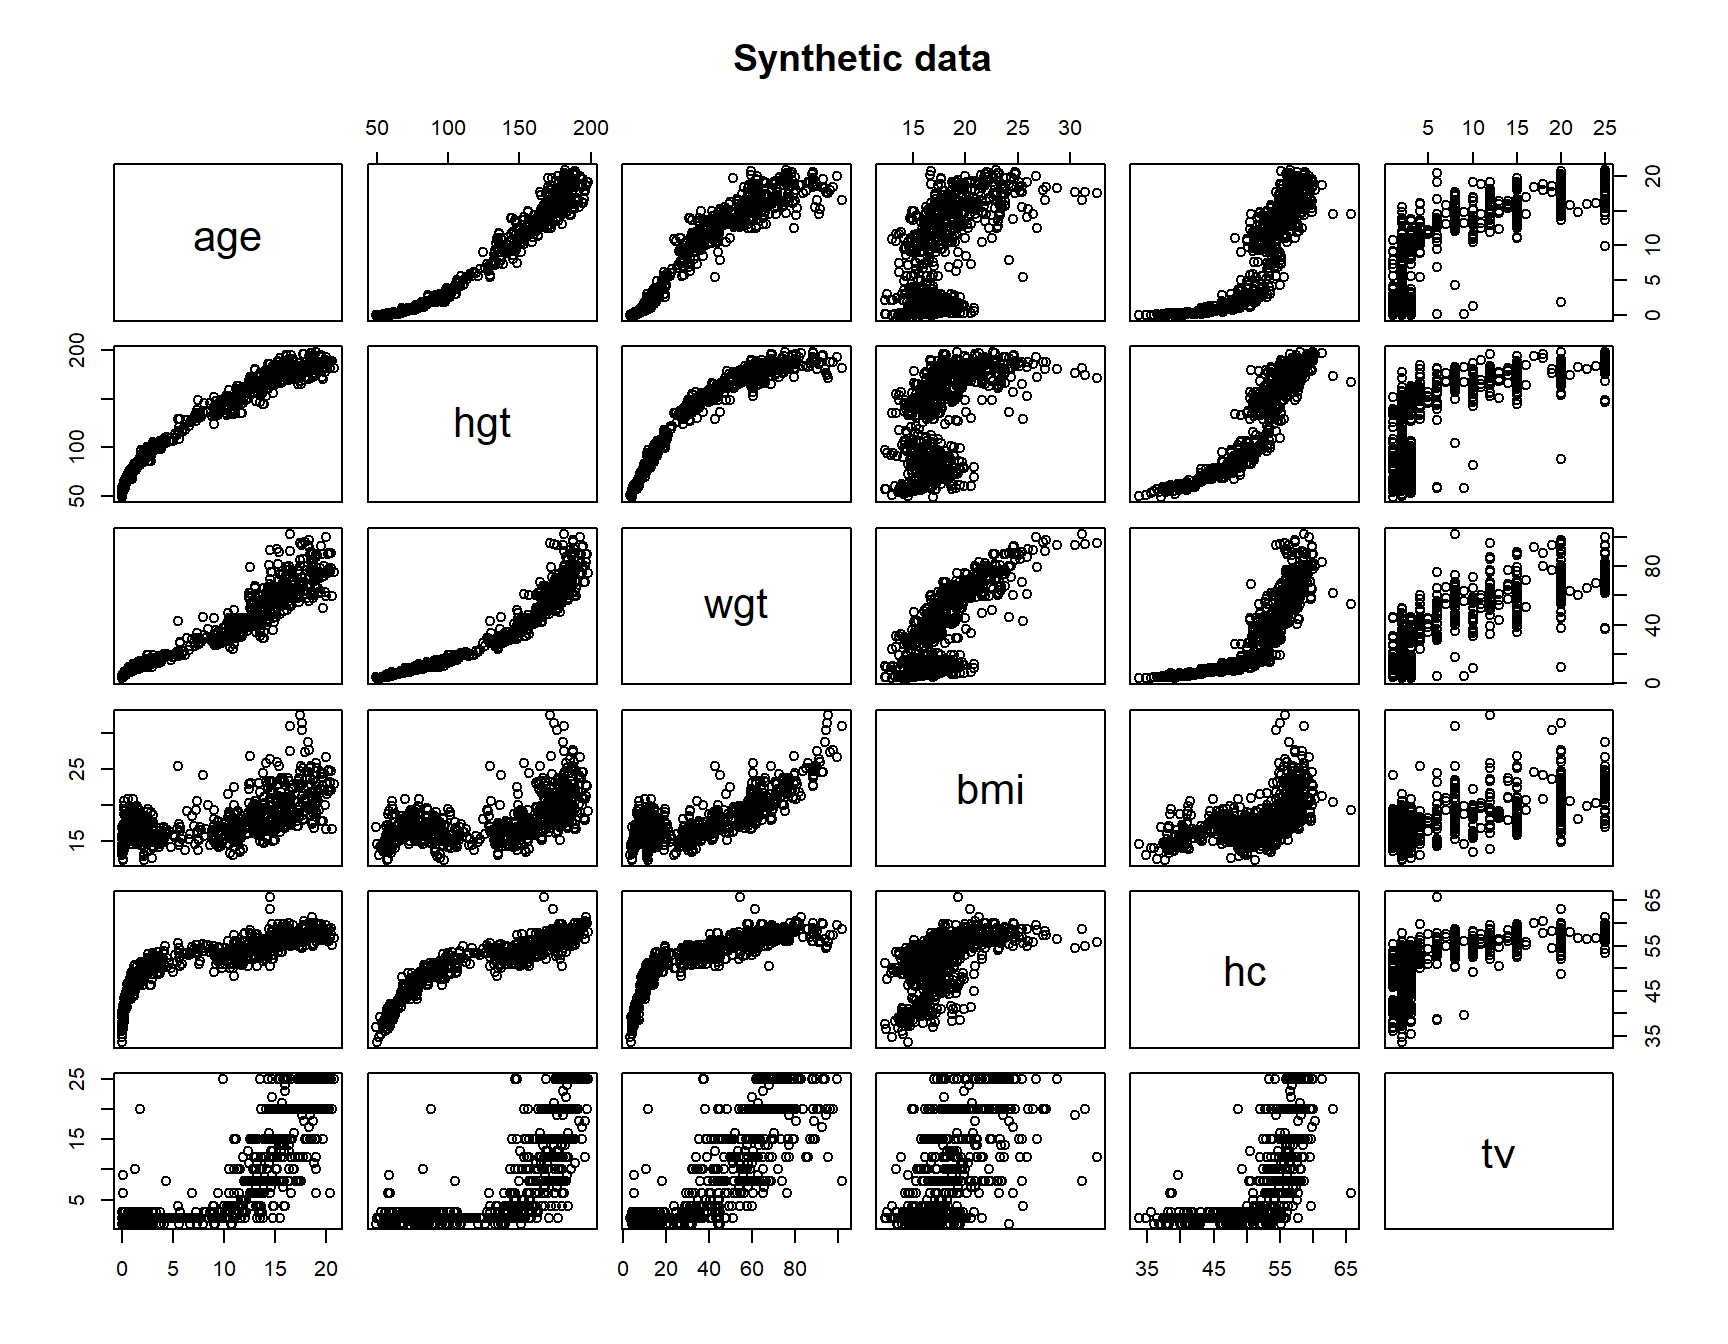 Synthetic data
50 100 150 200
15 20 25 30
5 10 15 20 25
age
0 5 10 20
50 100 200
hgt
wgt
0 40 80
15 25
bmi
hc
35 45 55 65
5 15 25
tv
0 5 10 15 20
0 20 40 60 80
35 45 55 65